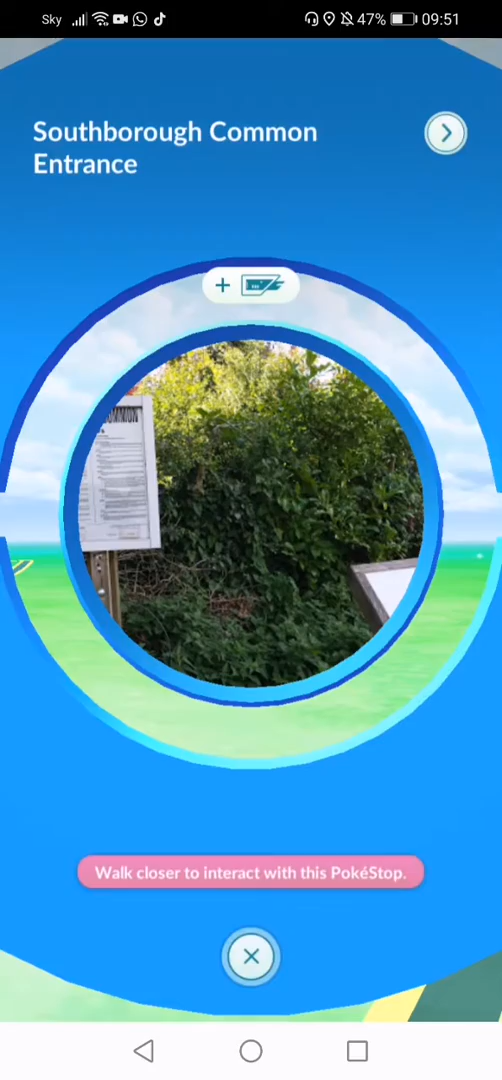 Sky 47% 09:51
Southborough Common
Entrance
Walk closer to interact with this PokéStop.